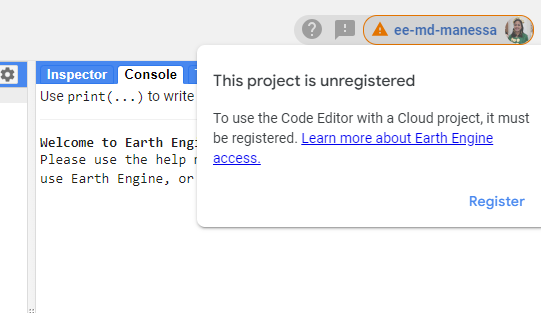 ee-md-manessa
This project is unregistered
To use the Code Editor with a Cloud project, it must
be registered. Learn more about Earth Engine
access.
Register
Inspector
Console
Use print(...) to write
Welcome to Earth Engi
Please use the help
use Earth Engine, or